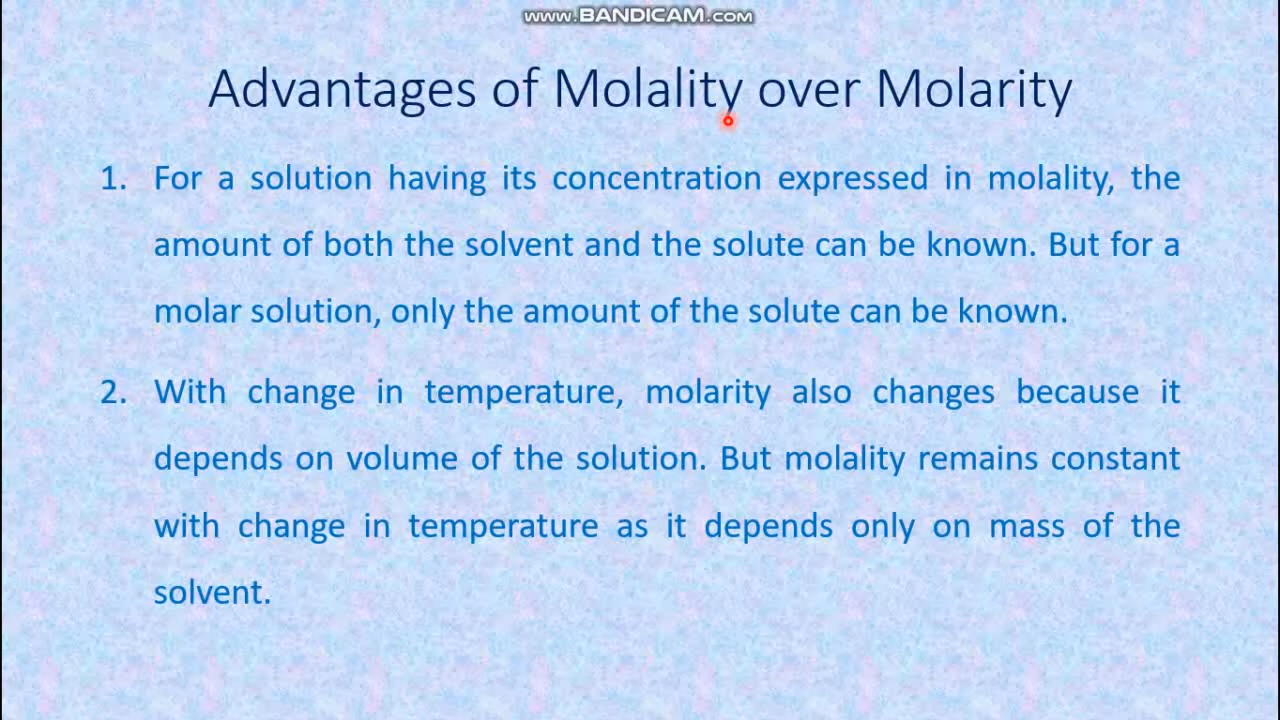 www.BANDICAM.com
Advantages of Molality over Molarity
1. For a solution having its concentration expressed in molality, the
amount of both the solvent and the solute can be known. But for a
molar solution, only the amount of the solute can be known.
2. With change in temperature, molarity also changes because it
depends on volume of the solution. But molality remains constant
with change in temperature as it depends only on mass of the
solvent.